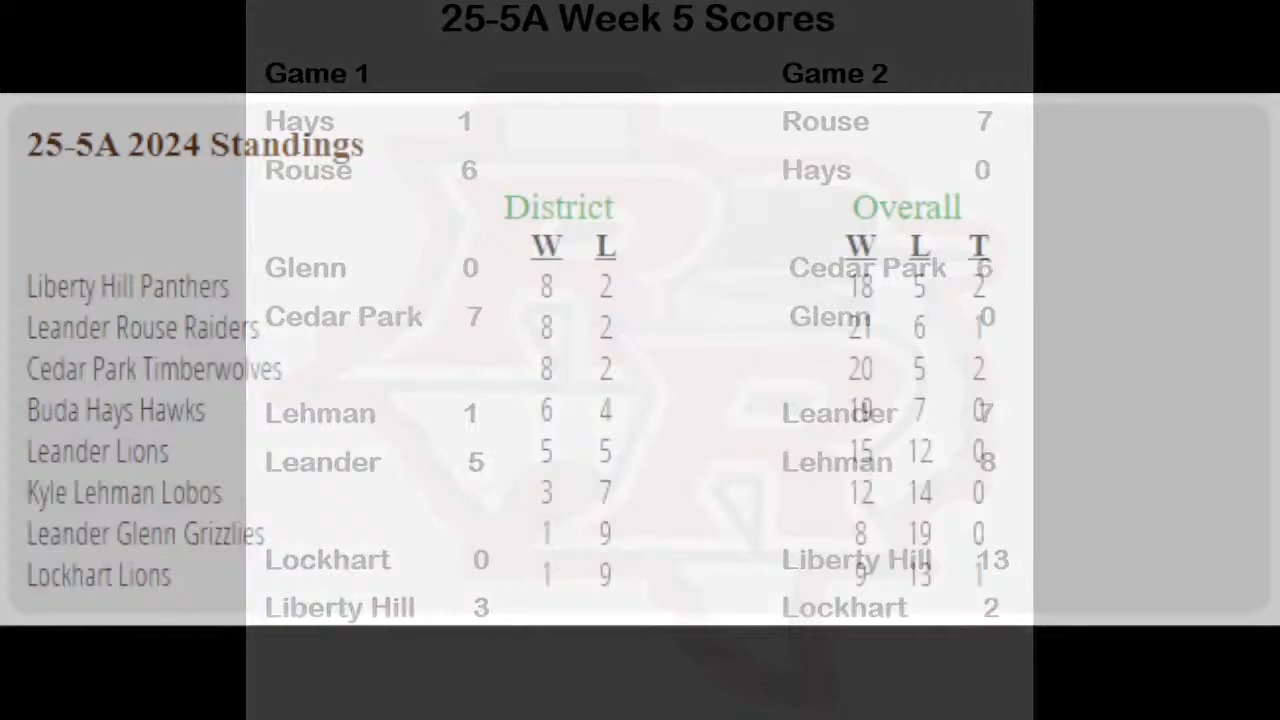 25-5A Week 5 Scores
Game 1 Game 2
Hays 1 Rouse 7
Rouse 6 Hays 0
Glenn 0 Cedar Park 6
Cedar Park 7 Glenn 0
Lehman 1 Leander 7
Leander 5 Lehman 8
Lockhart 0 Liberty Hill 13
Liberty Hill 3 Lockhart 2
25-5A 2024 Standings
District Overall
W L W L T
Liberty Hill Panthers 8 2 18 5 2
Leander Rouse Raiders 8 2 21 6 1
Cedar Park Timberwolves 8 2 20 5 2
Buda Hays Hawks 6 4 19 7 0
Leander Lions 5 5 15 12 0
Kyle Lehman Lobos 3 7 12 14 0
Leander Glenn Grizzlies 1 9 8 19 0
Lockhart Lions 1 9 9 13 1